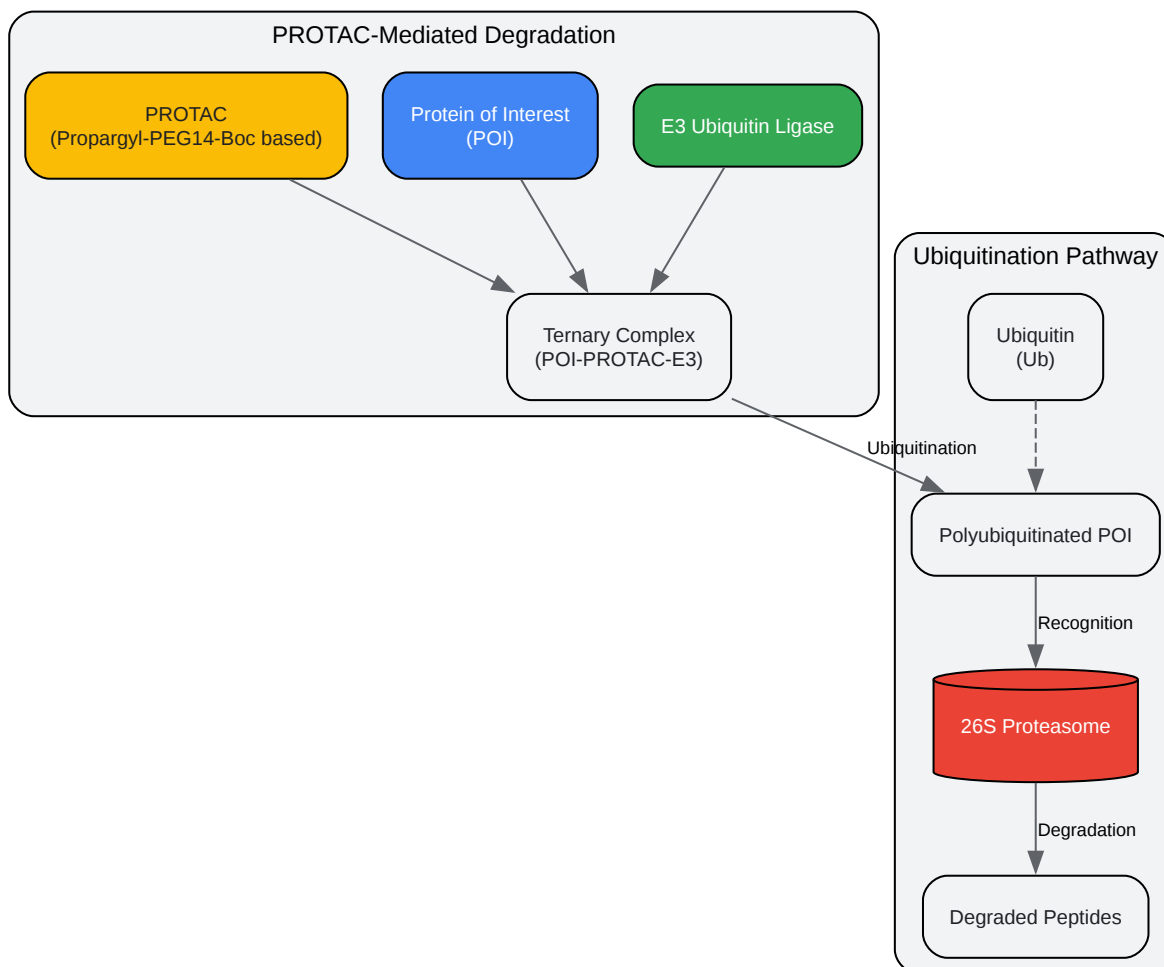 PROTAC-Mediated Degradation
PROTAC
(Propargyl-PEG14-Boc based)
Protein of Interest
(POI)
E3 Ubiquitin Ligase
Ternary Complex
(POI-PROTAC-E3)
Ubiquitination Pathway
Ubiquitin
(Ub)
Ubiquitination
Polyubiquitinated POI
Recognition
26S Proteasome
Degradation
Degraded Peptides